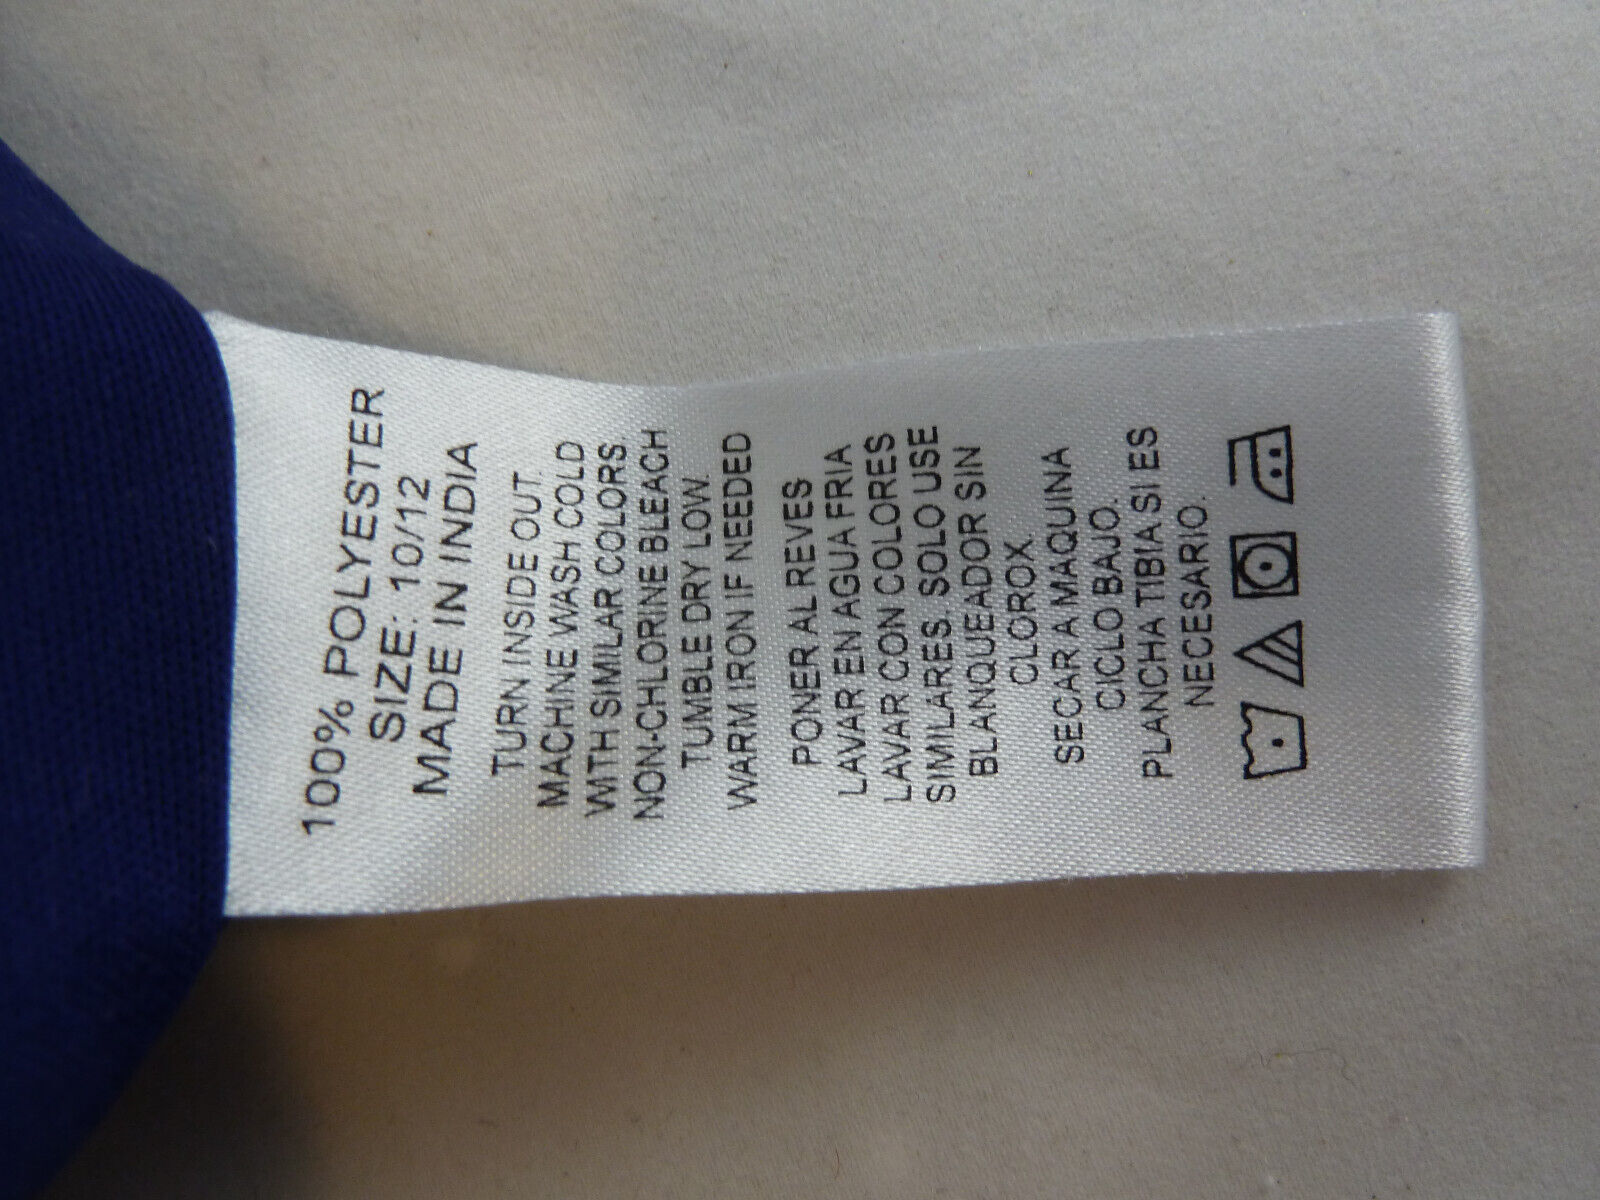 100% POLYESTER
SIZE: 10/12
MADE IN INDIA
TURN INSIDE OUT.
MACHINE WASH COLD
WITH SIMILAR COLORS.
NON-CHLORINE BLEACH
TUMBLE DRY LOW.
WARM IRON IF NEEDED
PONER AL REVES
LAVAR EN AGUA FRIA
LAVAR CON COLORES
SIMILARES. SOLO USE
BLANQUEADOR SIN
CLOROX.
SECAR A MAQUINA
CICLO BAJO.
PLANCHA TIBIA SI ES
NECESARIO.